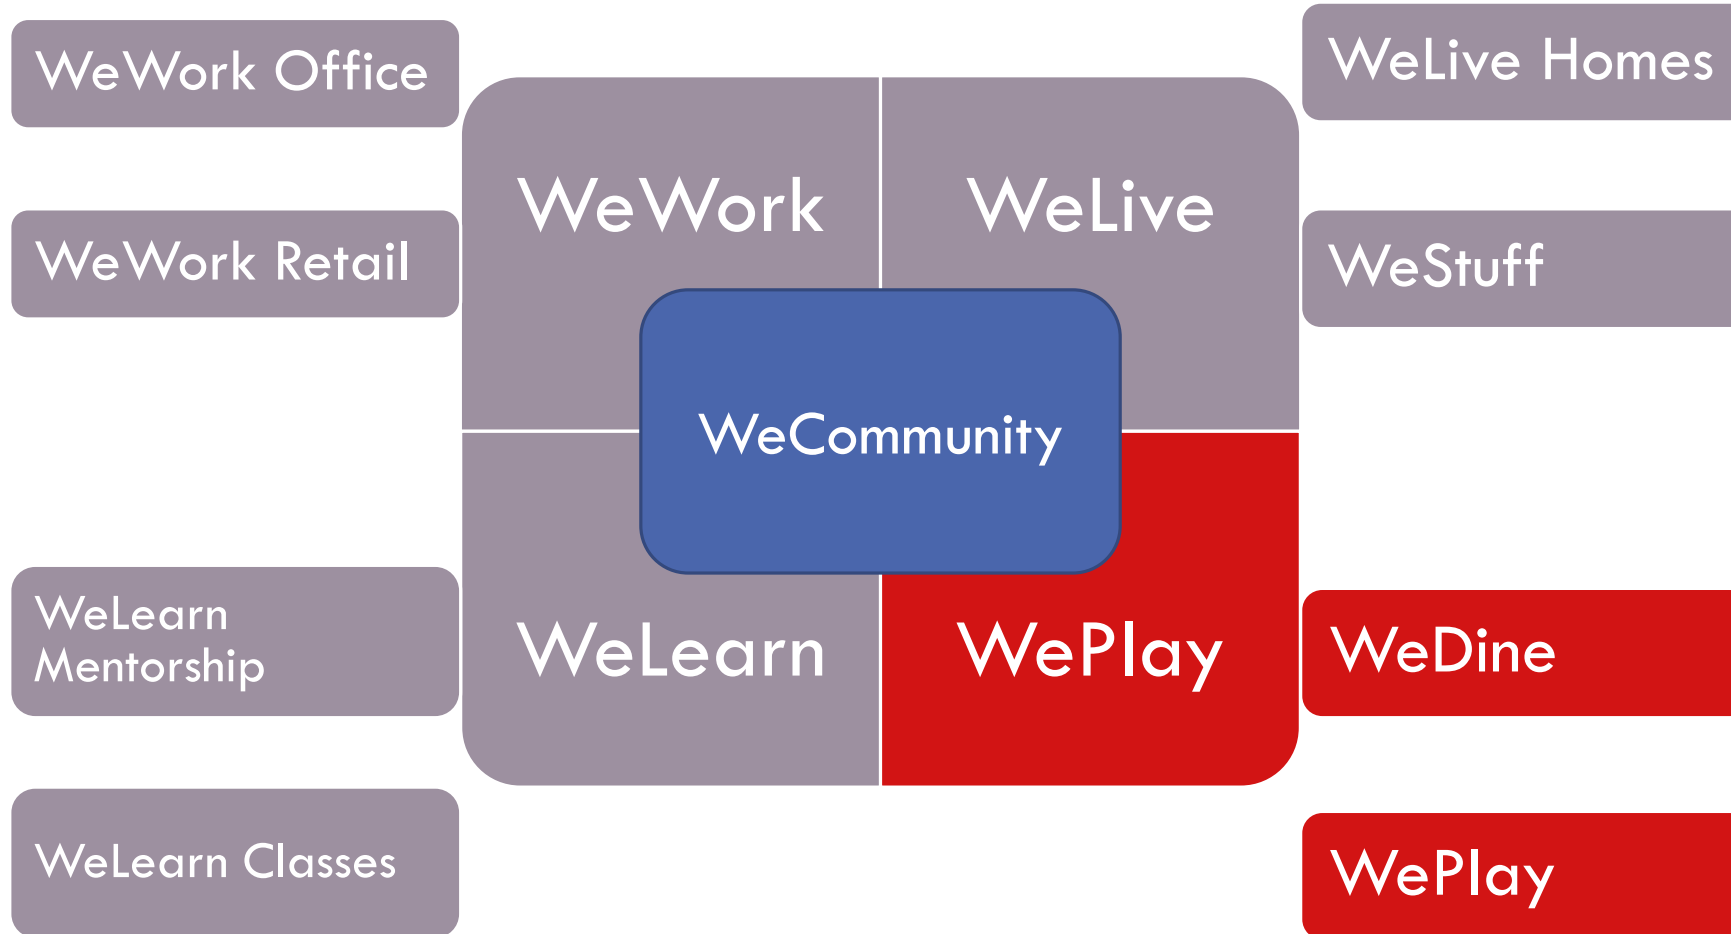 WeWork Office
WeLive Homes
WeWork
WeLive
WeWork Retail
WeStuff
WeCommunity
WeLearn
Mentorship
WeLearn
WePlay
WeDine
WeLearn Classes
WePlay